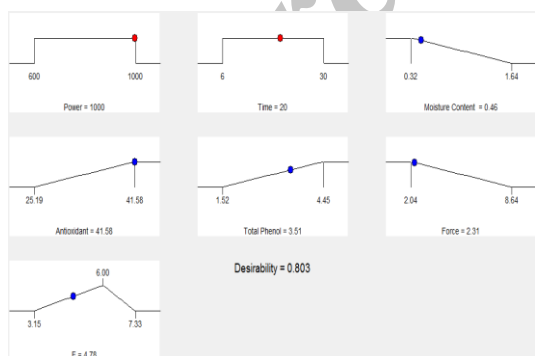 600 1000
Power = 1000
6 30
Time = 20
0.32 1.64
Moisture Content = 0.46
25.19 41.58
Antioxidant = 41.58
1.52 4.45
Total Phenol = 3.51
2.04 8.64
Force = 2.31
6.00
3.15 7.33
= 4.78
Desirability = 0.803